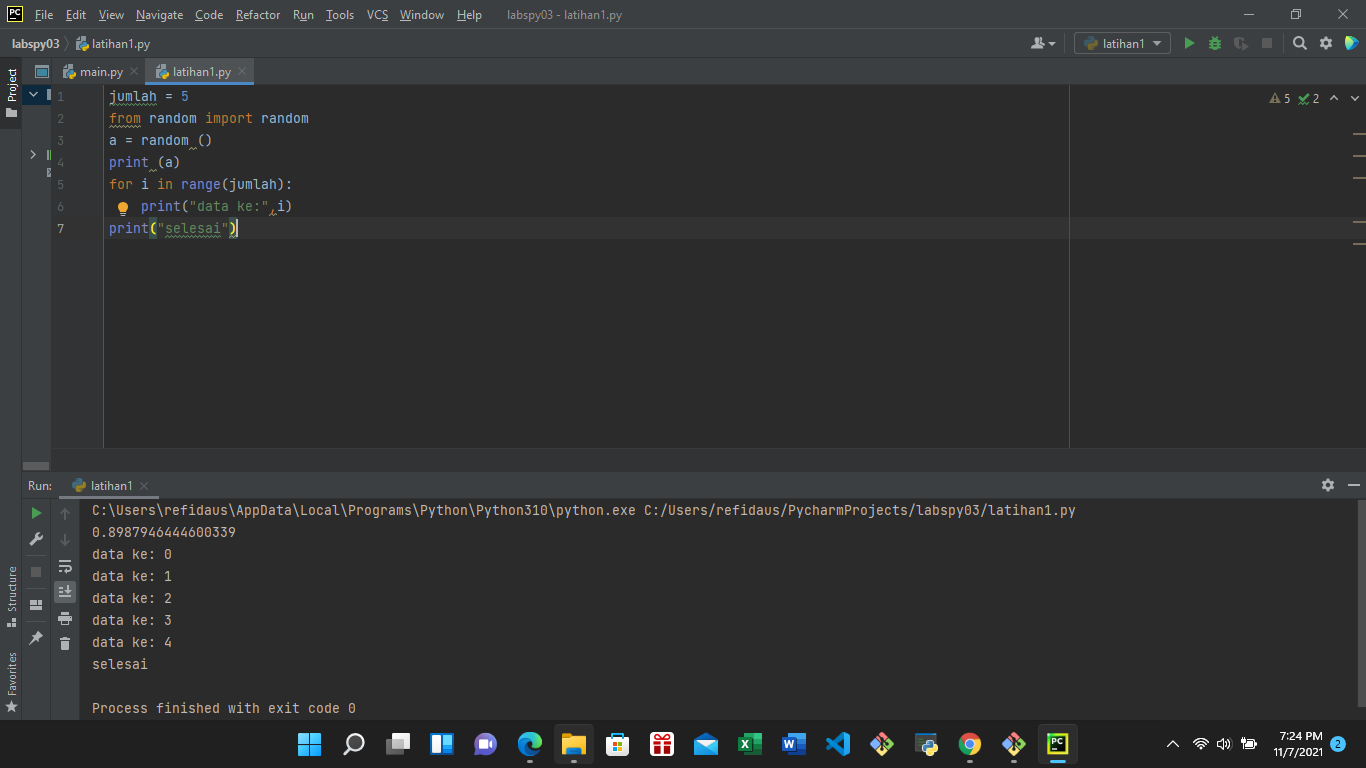 PC File Edit View Navigate Code Refactor Run Tools VCS Window Help labspy03 - latihan1.py
labspy03 latihan1.py latihan1
Project main.py latihan1.py
1 jumlah = 5 5 2
2 from random import random
3 a = random ()
4 print (a)
5 for i in range(jumlah):
6 print("data ke:",i)
7 print("selesai")
Run: latihan1
C:\Users\refidaus\AppData\Local\Programs\Python\Python310\python.exe C:/Users/refidaus/PycharmProjects/labspy03/latihan1.py
0.8987946444600339
data ke: 0
data ke: 1
data ke: 2
data ke: 3
data ke: 4
selesai
Process finished with exit code 0
Structure
Favorites
PC
7:24 PM
11/7/2021
2